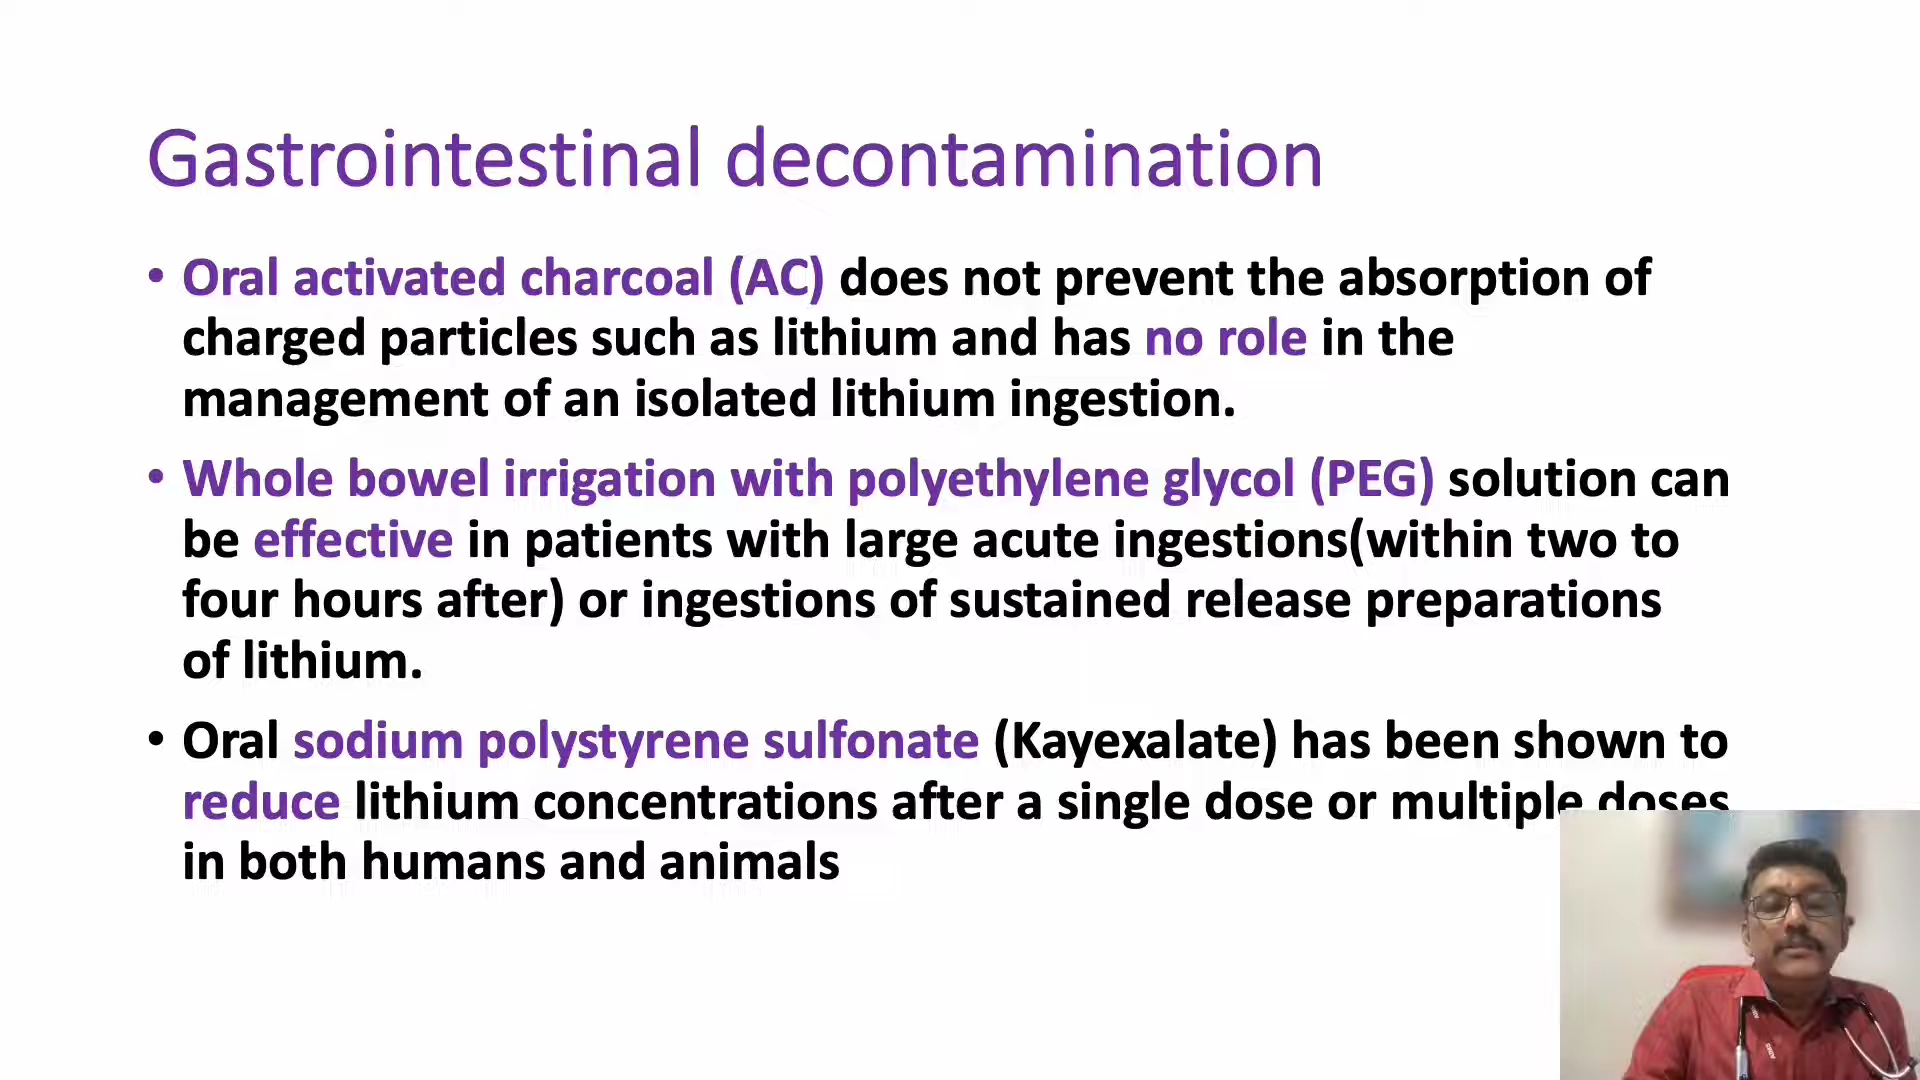 Gastrointestinal decontamination
• Oral activated charcoal (AC) does not prevent the absorption of
charged particles such as lithium and has no role in the
management of an isolated lithium ingestion.
• Whole bowel irrigation with polyethylene glycol (PEG) solution can
be effective in patients with large acute ingestions(within two to
four hours after) or ingestions of sustained release preparations
of lithium.
• Oral sodium polystyrene sulfonate (Kayexalate) has been shown to
reduce lithium concentrations after a single dose or multiple doses
in both humans and animals